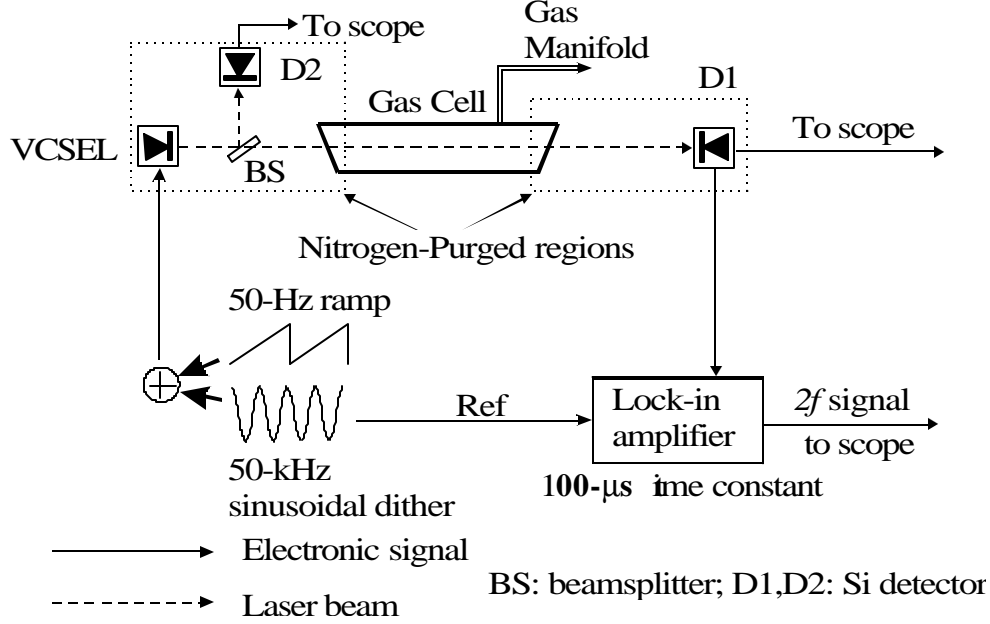 To scope
Gas
Manifold
D2
Gas Cell
D1
VCSEL
BS
To scope
Nitrogen-Purged regions
50-Hz ramp
Ref
Lock-in
amplifier
2f signal
to scope
50-kHz
sinusoidal dither
100-μs time constant
Electronic signal
BS: beamsplitter; D1,D2: Si detector
Laser beam